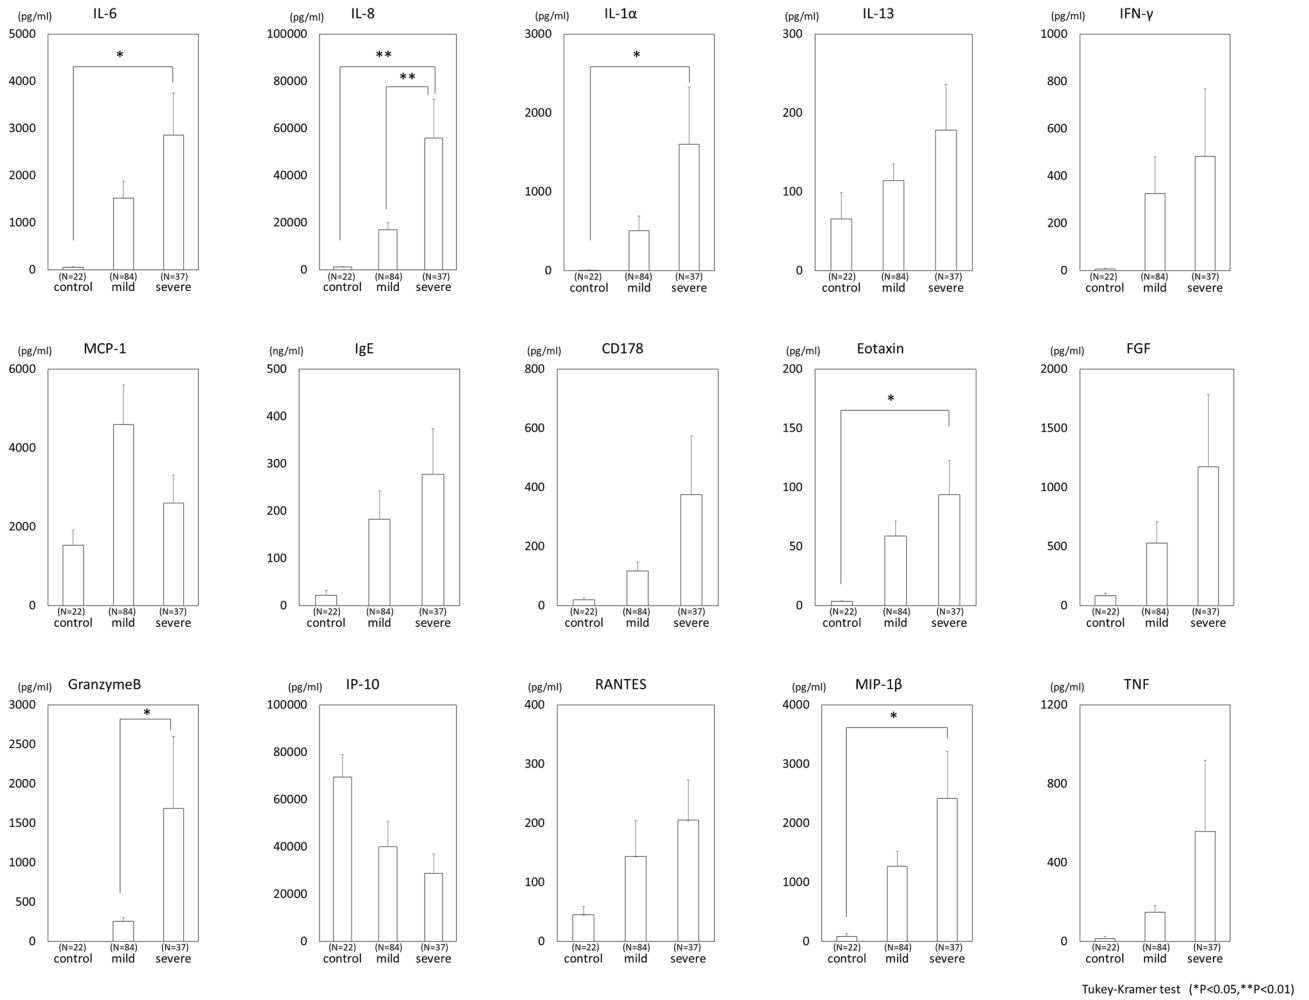 (pg/ml) IL-6
5000
4000
3000
2000
1000
0
*
(N=22) (N=84) (N=37)
control mild severe
(pg/ml) IL-8
100000
80000
60000
40000
20000
0
**
**
(N=22) (N=84) (N=37)
control mild severe
(pg/ml) IL-1α
3000
2000
1000
0
*
(N=22) (N=84) (N=37)
control mild severe
(pg/ml) IL-13
300
200
100
0
(N=22) (N=84) (N=37)
control mild severe
(pg/ml) IFN-γ
1000
800
600
400
200
0
(N=22) (N=84) (N=37)
control mild severe
(pg/ml) MCP-1
6000
4000
2000
0
(N=22) (N=84) (N=37)
control mild severe
(ng/ml) IgE
500
400
300
200
100
0
(N=22) (N=84) (N=37)
control mild severe
(pg/ml) CD178
800
600
400
200
0
(N=22) (N=84) (N=37)
control mild severe
(pg/ml) Eotaxin
200
150
100
50
0
*
(N=22) (N=84) (N=37)
control mild severe
(pg/ml) FGF
2000
1500
1000
500
0
(N=22) (N=84) (N=37)
control mild severe
(pg/ml) GranzymeB
3000
2500
2000
1500
1000
500
0
*
(N=22) (N=84) (N=37)
control mild severe
(pg/ml) IP-10
100000
80000
60000
40000
20000
0
(N=22) (N=84) (N=37)
control mild severe
(pg/ml) RANTES
400
300
200
100
0
(N=22) (N=84) (N=37)
control mild severe
(pg/ml) MIP-1β
4000
3000
2000
1000
0
*
(N=22) (N=84) (N=37)
control mild severe
(pg/ml) TNF
1200
800
400
0
(N=22) (N=84) (N=37)
control mild severe
Tukey-Kramer test (*P<0.05,**P<0.01)